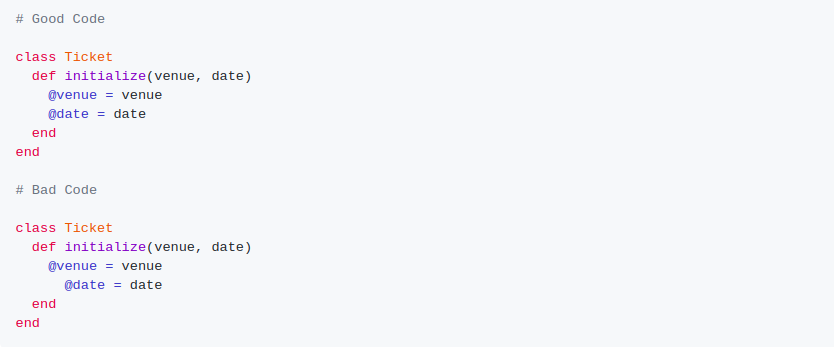 # Good Code
class Ticket
  def initialize(venue, date)
    @venue = venue
    @date = date
  end
end
# Bad Code
class Ticket
  def initialize(venue, date)
    @venue = venue
      @date = date
  end
end